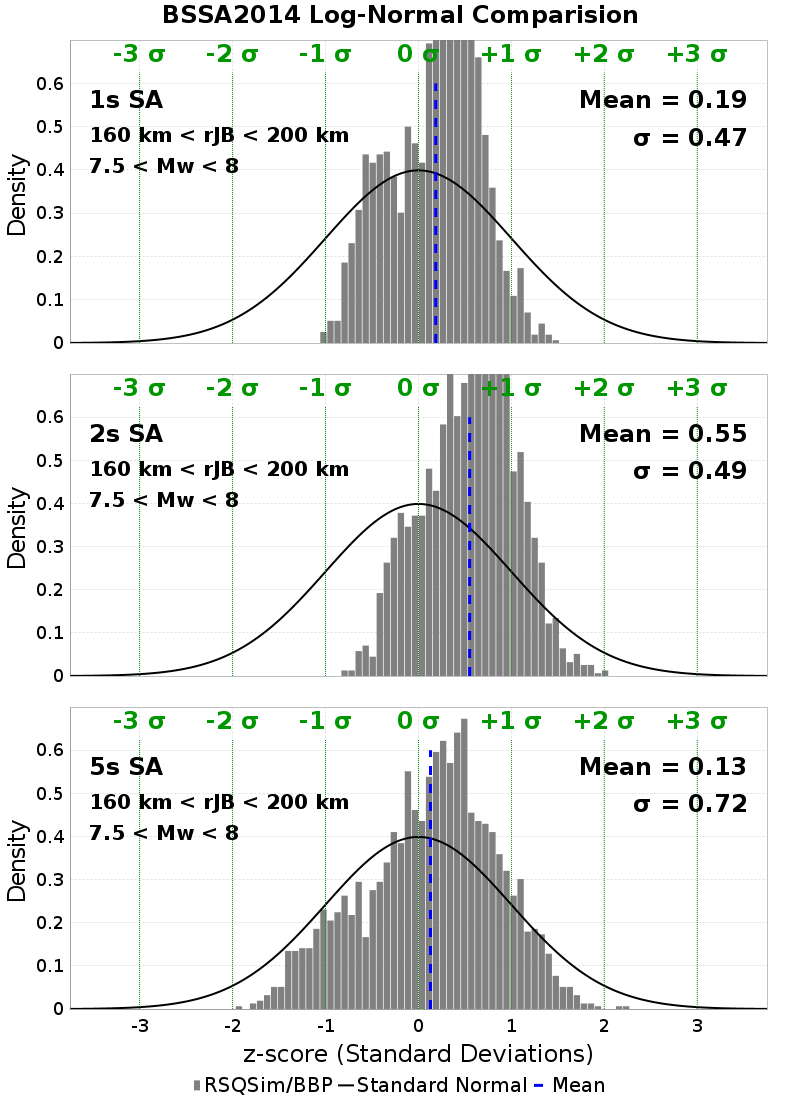 BSSA2014 Log-Normal Comparision
-3 σ -2 σ -1 σ 0 σ +1 σ +2 σ +3 σ
1s SA
160 km < rJB < 200 km
7.5 < Mw < 8
Mean = 0.19
σ = 0.47
Density
0.6
0.5
0.4
0.3
0.2
0.1
0
-3 σ -2 σ -1 σ 0 σ +1 σ +2 σ +3 σ
2s SA
160 km < rJB < 200 km
7.5 < Mw < 8
Mean = 0.55
σ = 0.49
Density
0.6
0.5
0.4
0.3
0.2
0.1
0
-3 σ -2 σ -1 σ 0 σ +1 σ +2 σ +3 σ
5s SA
160 km < rJB < 200 km
7.5 < Mw < 8
Mean = 0.13
σ = 0.72
Density
0.6
0.5
0.4
0.3
0.2
0.1
0
-3 -2 -1 0 1 2 3
z-score (Standard Deviations)
RSQSim/BBP Standard Normal Mean